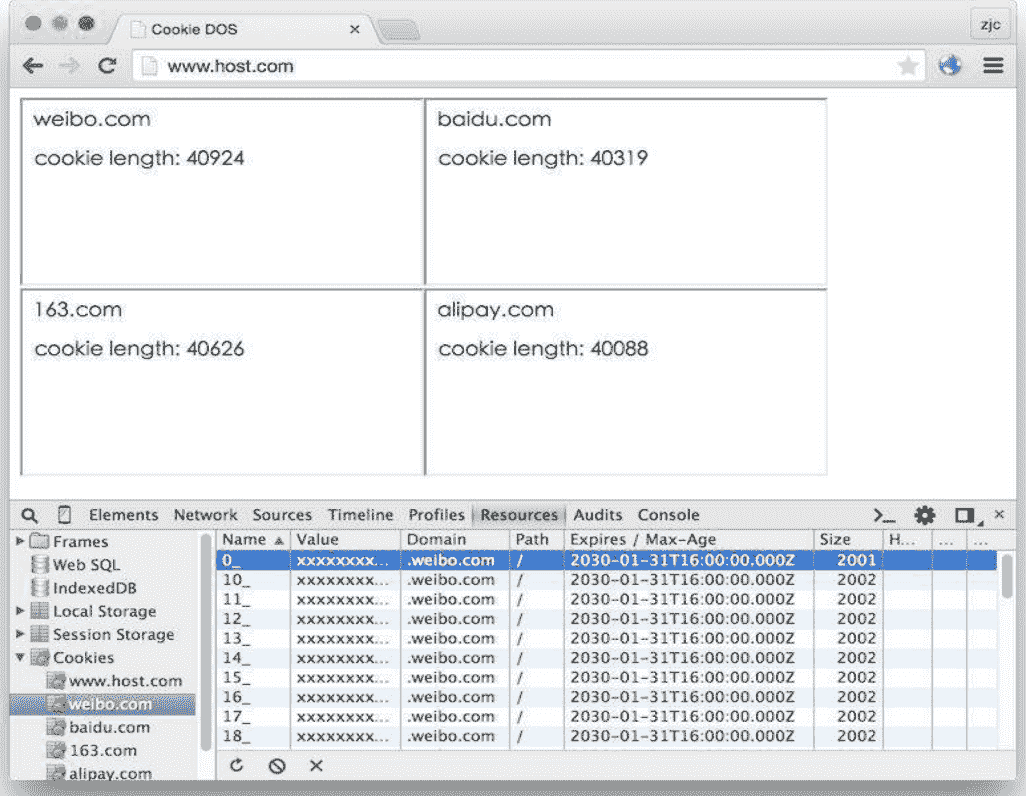 Cookie DOS
zjc
www.host.com
weibo.com
cookie length: 40924
baidu.com
cookie length: 40319
163.com
cookie length: 40626
alipay.com
cookie length: 40088
Elements Network Sources Timeline Profiles Resources Audits Console
Frames
Web SQL
IndexedDB
Local Storage
Session Storage
Cookies
www.host.com
weibo.com
baidu.com
163.com
alipay.com
Name Value Domain Path Expires / Max-Age Size H... ... ...
0_ xxxxxxxx... .weibo.com / 2030-01-31T16:00:00.000Z 2001
10_ xxxxxxxx... .weibo.com / 2030-01-31T16:00:00.000Z 2002
11_ xxxxxxxx... .weibo.com / 2030-01-31T16:00:00.000Z 2002
12_ xxxxxxxx... .weibo.com / 2030-01-31T16:00:00.000Z 2002
13_ xxxxxxxx... .weibo.com / 2030-01-31T16:00:00.000Z 2002
14_ xxxxxxxx... .weibo.com / 2030-01-31T16:00:00.000Z 2002
15_ xxxxxxxx... .weibo.com / 2030-01-31T16:00:00.000Z 2002
16_ xxxxxxxx... .weibo.com / 2030-01-31T16:00:00.000Z 2002
17_ xxxxxxxx... .weibo.com / 2030-01-31T16:00:00.000Z 2002
18_ xxxxxxxx... .weibo.com / 2030-01-31T16:00:00.000Z 2002